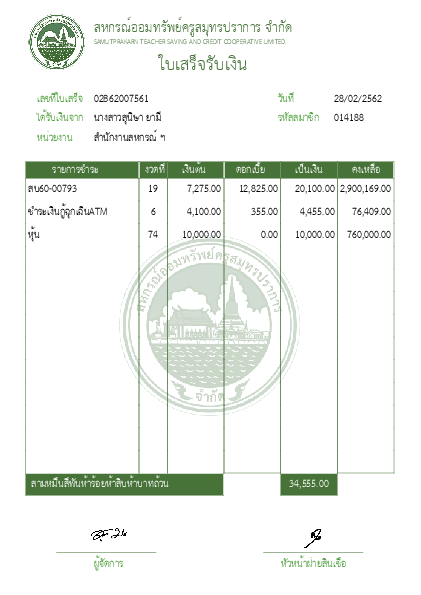 สหกรณ์ออมทรัพย์ครูสมุทรปราการ จำกัด
SAMUTPRAKARN TEACHER SAVING AND CREDIT COOPERATIVE LIMITED.
ใบเสร็จรับเงิน
เลขที่ใบเสร็จ 02862007561 วันที่ 28/02/2562
ได้รับเงินจาก นางสาวสุนิษา ยามี รหัสสมาชิก 014188
หน่วยงาน สำนักงานสหกรณ์ ฯ
รายการชำระ งวดที่ เงินต้น ดอกเบี้ย เป็นเงิน คงเหลือ
สน60-00793 19 7,275.00 12,825.00 20,100.00 2,900,169.00
ชำระเงินกู้ฉุกเฉินATM 6 4,100.00 355.00 4,455.00 76,409.00
หุ้น 74 10,000.00 0.00 10,000.00 760,000.00
สหกรณ์ออมทรัพย์ครูสมุทรปราการ
จำกัด
สามหมื่นสี่พันห้าร้อยห้าสิบห้าบาทถ้วน 34,555.00
ผู้จัดการ หัวหน้าฝ่ายสินเชื่อ